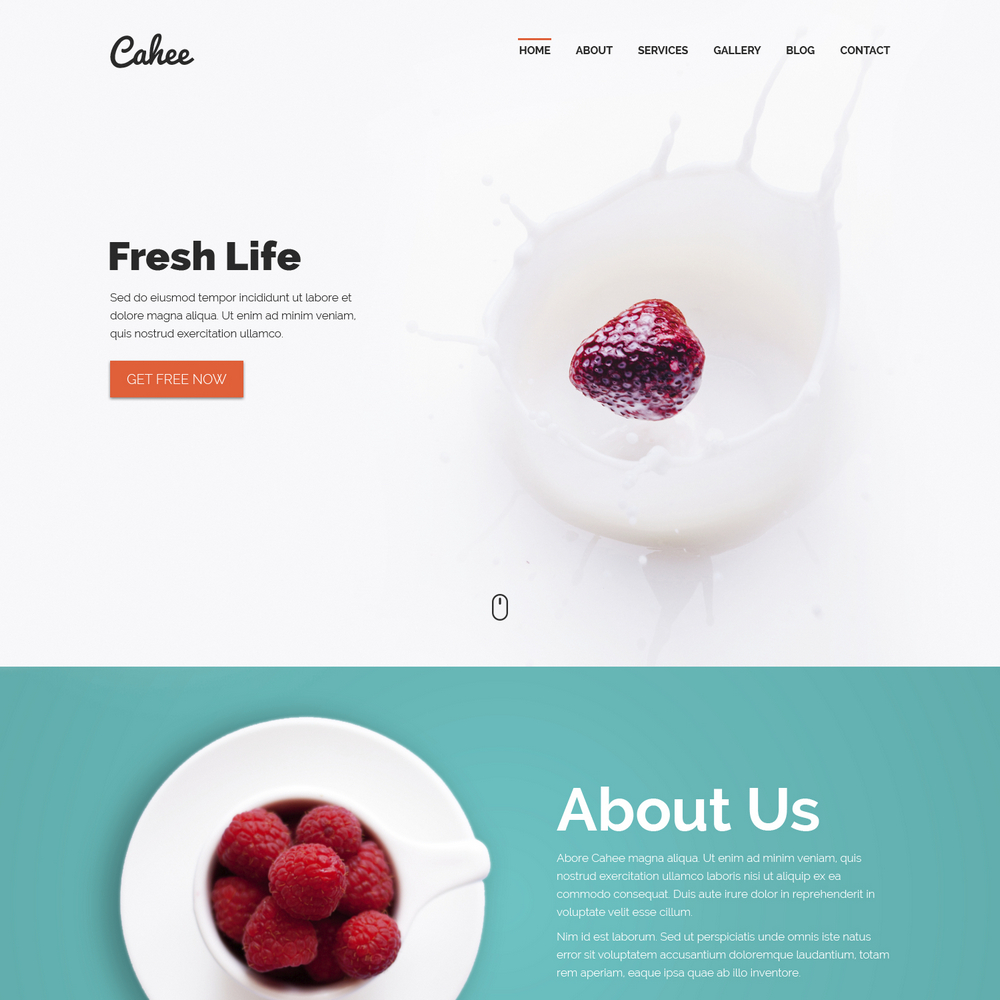 Cahee
HOME ABOUT SERVICES GALLERY BLOG CONTACT
Fresh Life
Sed do eiusmod tempor incididunt ut labore et
dolore magna aliqua. Ut enim ad minim veniam,
quis nostrud exercitation ullamco.
GET FREE NOW
About Us
Abore Cahee magna aliqua. Ut enim ad minim veniam, quis
nostrud exercitation ullamco laboris nisi ut aliquip ex ea
commodo consequat. Duis aute irure dolor in reprehenderit in
voluptate velit esse cillum.
Nim id est laborum. Sed ut perspiciatis unde omnis iste natus
error sit voluptatem accusantium doloremque laudantium, totam
rem aperiam, eaque ipsa quae ab illo inventore.